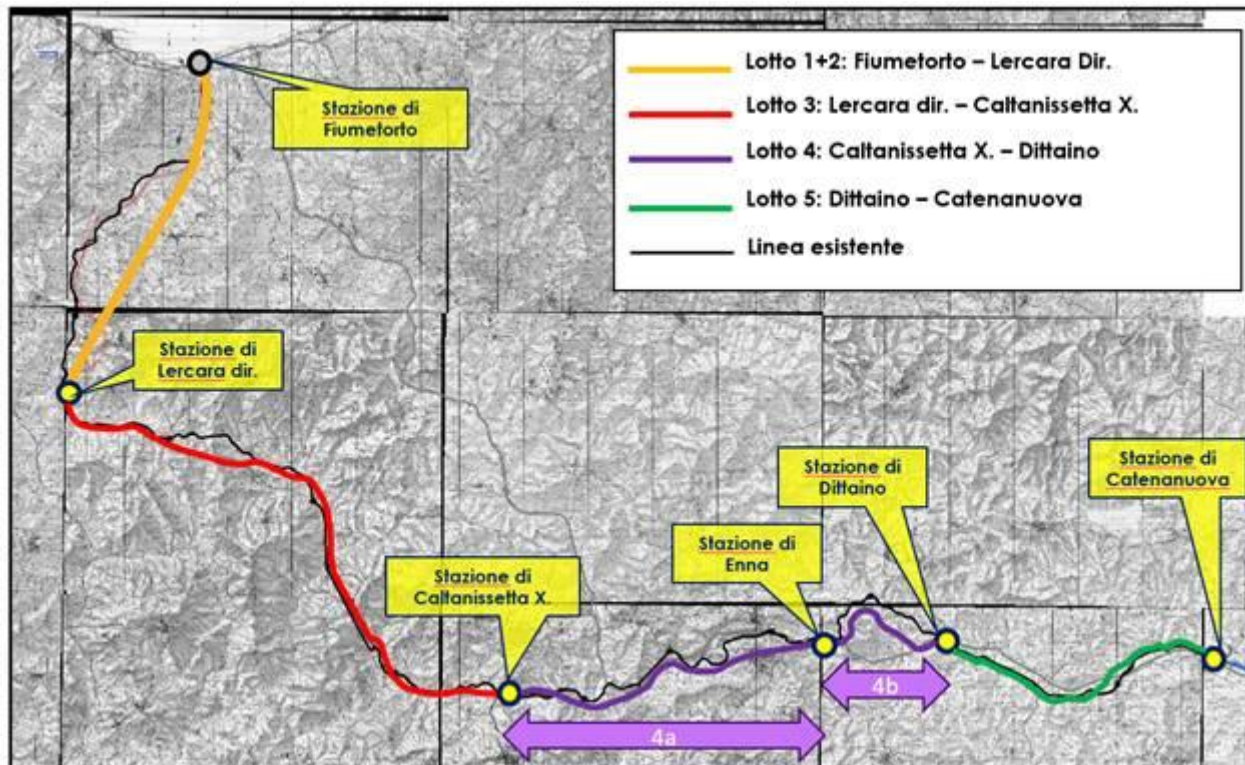 Stazione di
Fiumetorto
Lotto 1+2: Fiumetorto – Lercara Dir.
Lotto 3: Lercara dir. – Caltanissetta X.
Lotto 4: Caltanissetta X. – Dittaino
Lotto 5: Dittaino – Catenanuova
Linea esistente
Stazione di
Lercara dir.
Stazione di
Caltanissetta X.
Stazione di
Enna
Stazione di
Dittaino
Stazione di
Catenanuova
4a
4b